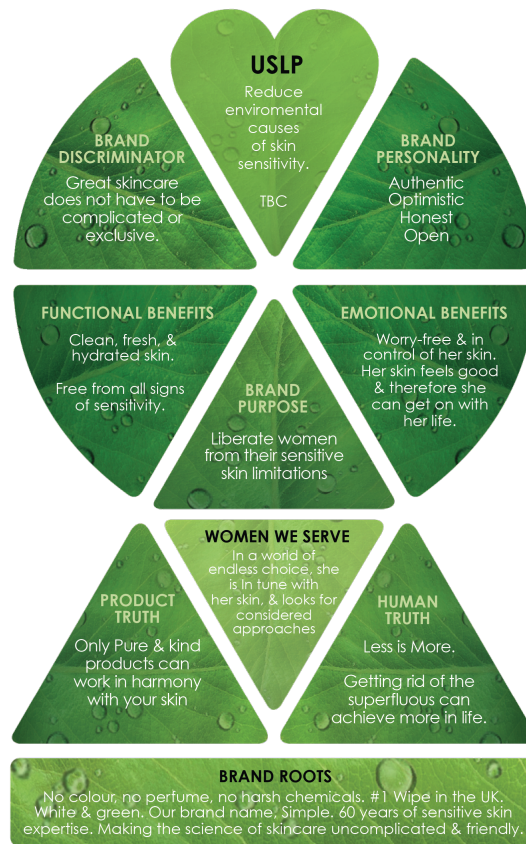 USLP
Reduce
enviromental
causes
of skin
sensitivity.
TBC
BRAND
DISCRIMINATOR
Great skincare
does not have to be
complicated or
exclusive.
BRAND
PERSONALITY
Authentic
Optimistic
Honest
Open
FUNCTIONAL BENEFITS
Clean, fresh, &
hydrated skin.
Free from all signs
of sensitivity.
BRAND
PURPOSE
Liberate women
from their sensitive
skin limitations
EMOTIONAL BENEFITS
Worry-free & in
control of her skin.
Her skin feels good
& therefore she
can get on with
her life.
WOMEN WE SERVE
In a world of
endless choice, she
is In tune with
her skin, & looks for
considered
approaches
PRODUCT
TRUTH
Only Pure & kind
products can
work in harmony
with your skin
HUMAN
TRUTH
Less is More.
Getting rid of the
superfluous can
achieve more in life.
BRAND ROOTS
No colour, no perfume, no harsh chemicals. #1 Wipe in the UK.
White & green. Our brand name. Simple. 60 years of sensitive skin
expertise. Making the science of skincare uncomplicated & friendly.